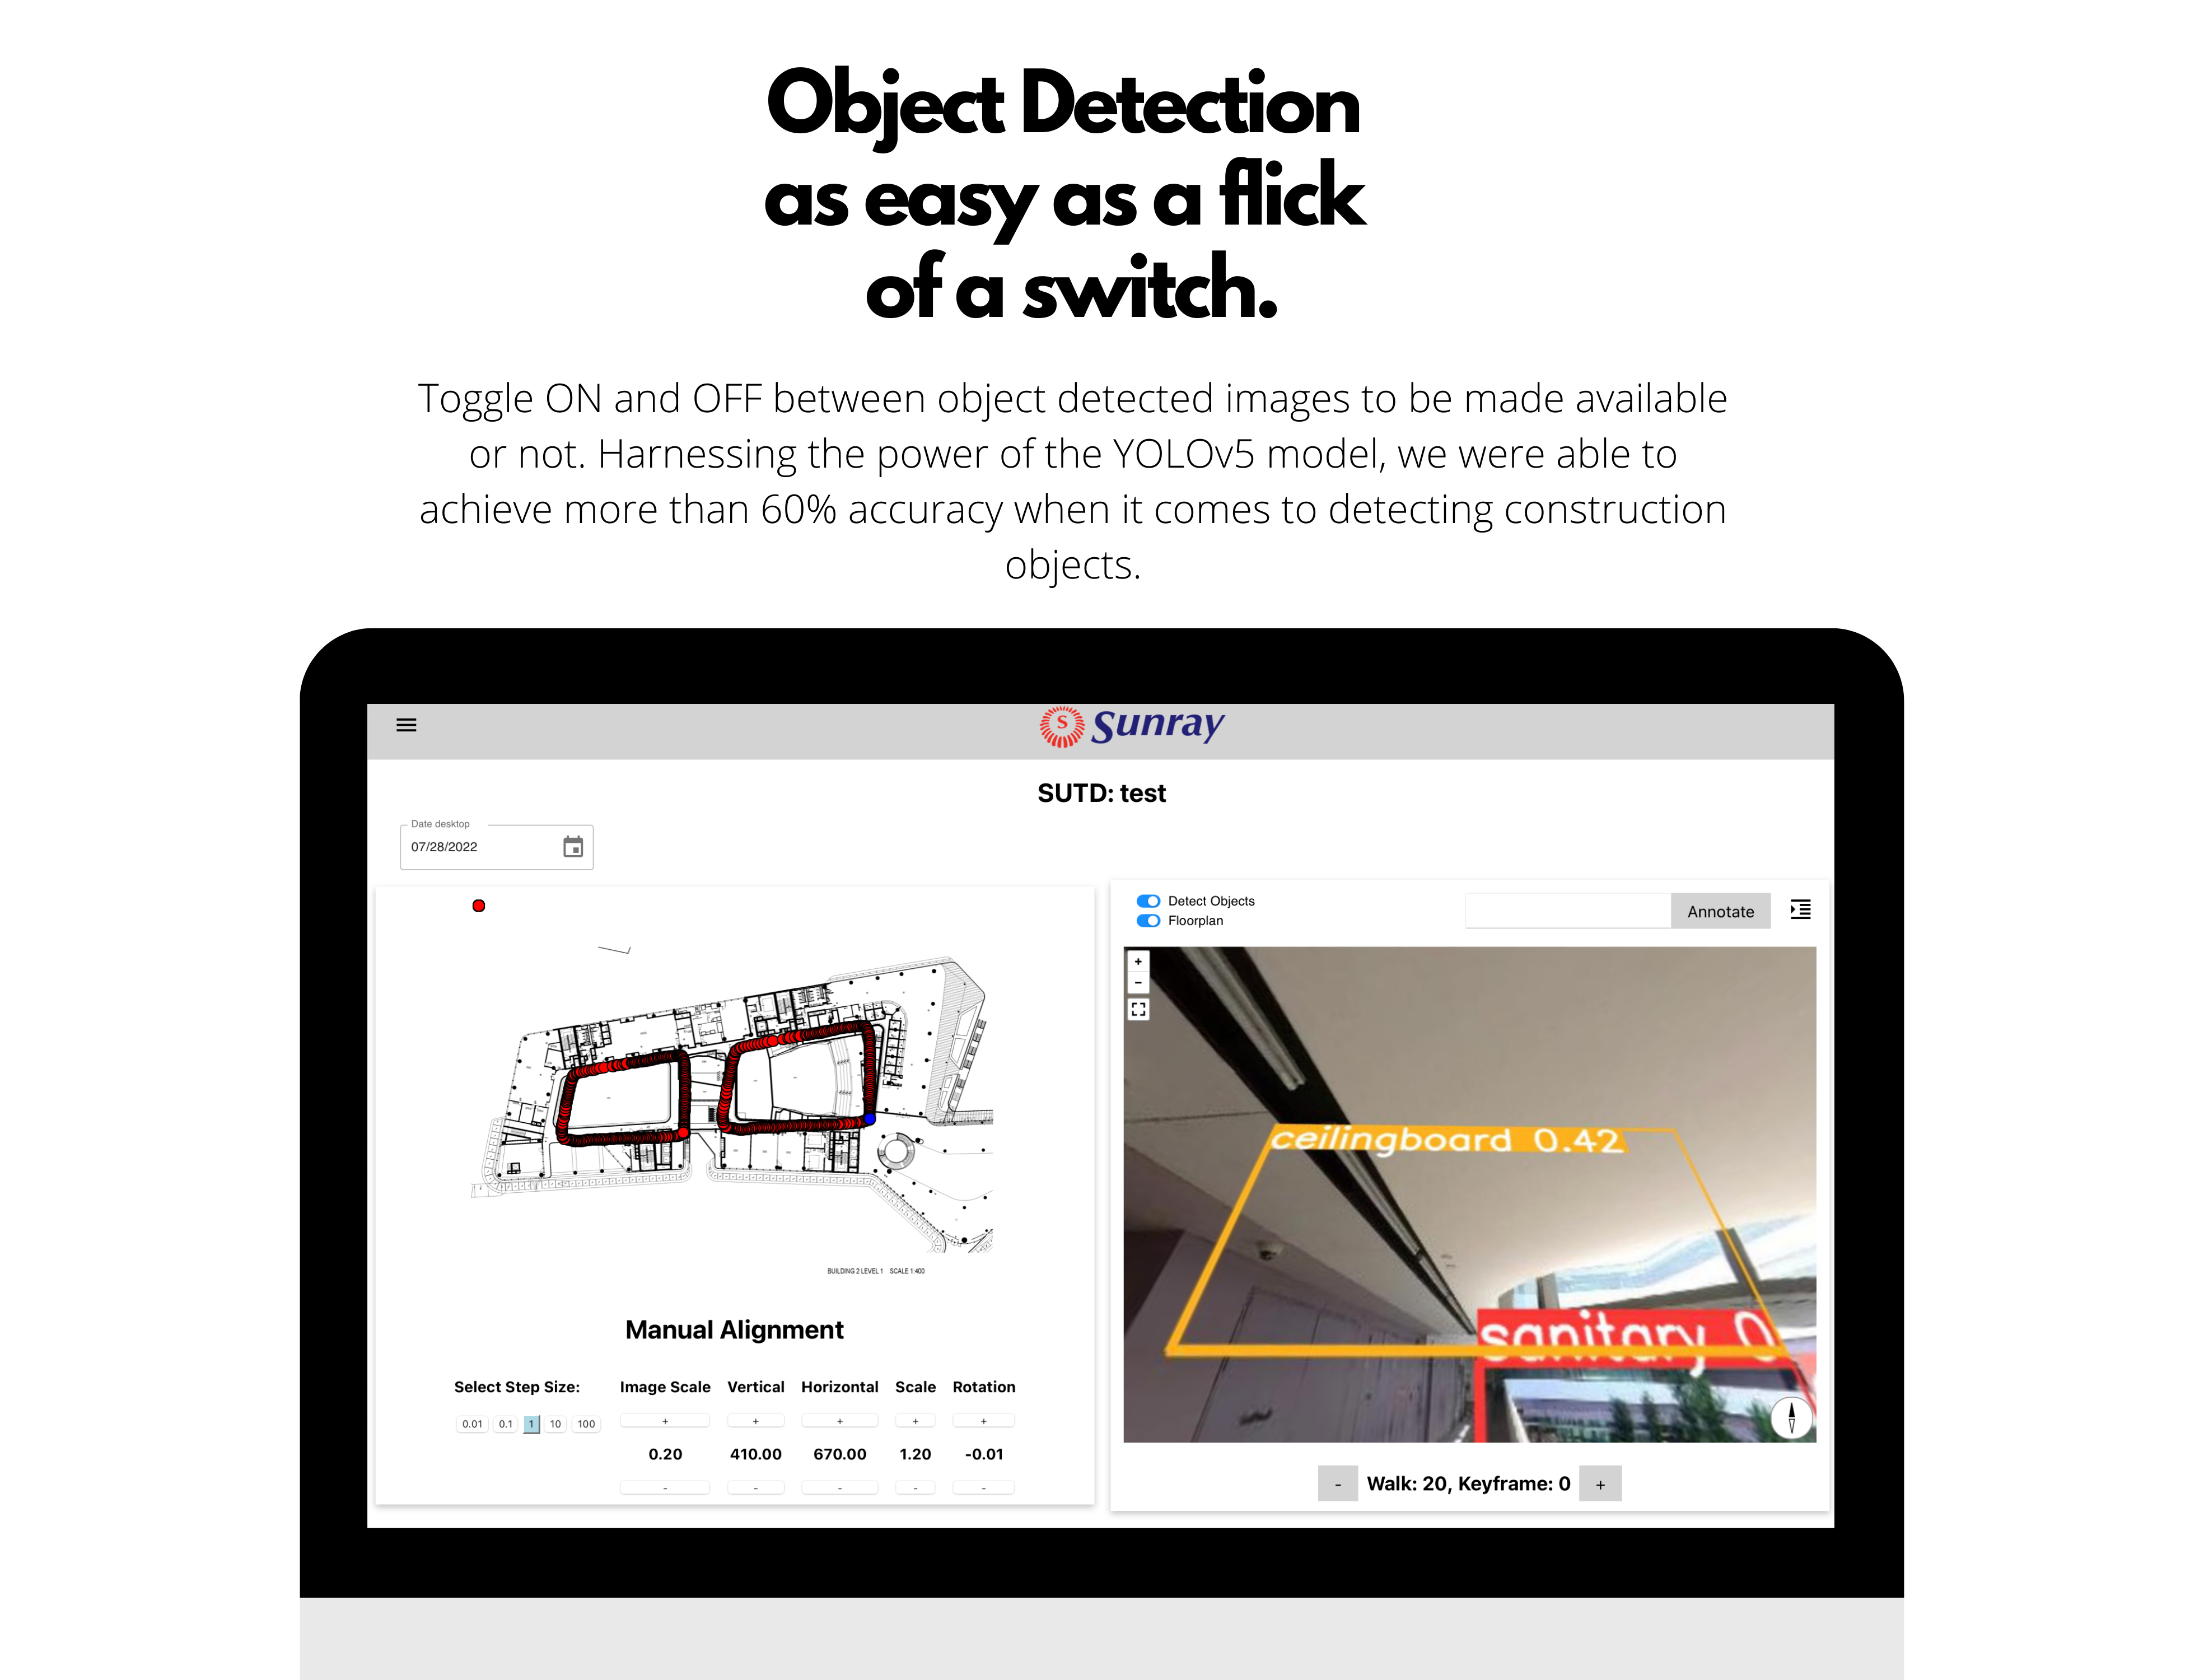 Object Detection
as easy as a flick
of a switch.
Toggle ON and OFF between object detected images to be made available
or not. Harnessing the power of the YOLOv5 model, we were able to
achieve more than 60% accuracy when it comes to detecting construction
objects.
S Sunray
SUTD: test
Date desktop
07/28/2022
Detect Objects
Floorplan
Annotate
+
-
ceilingboard 0.42
sanitary 0
BUILDING 2 LEVEL 1 SCALE 1:400
Manual Alignment
Select Step Size:
0.01 0.1 1 10 100
Image Scale Vertical Horizontal Scale Rotation
+ + + + +
0.20 410.00 670.00 1.20 -0.01
- - - - -
- Walk: 20, Keyframe: 0 +